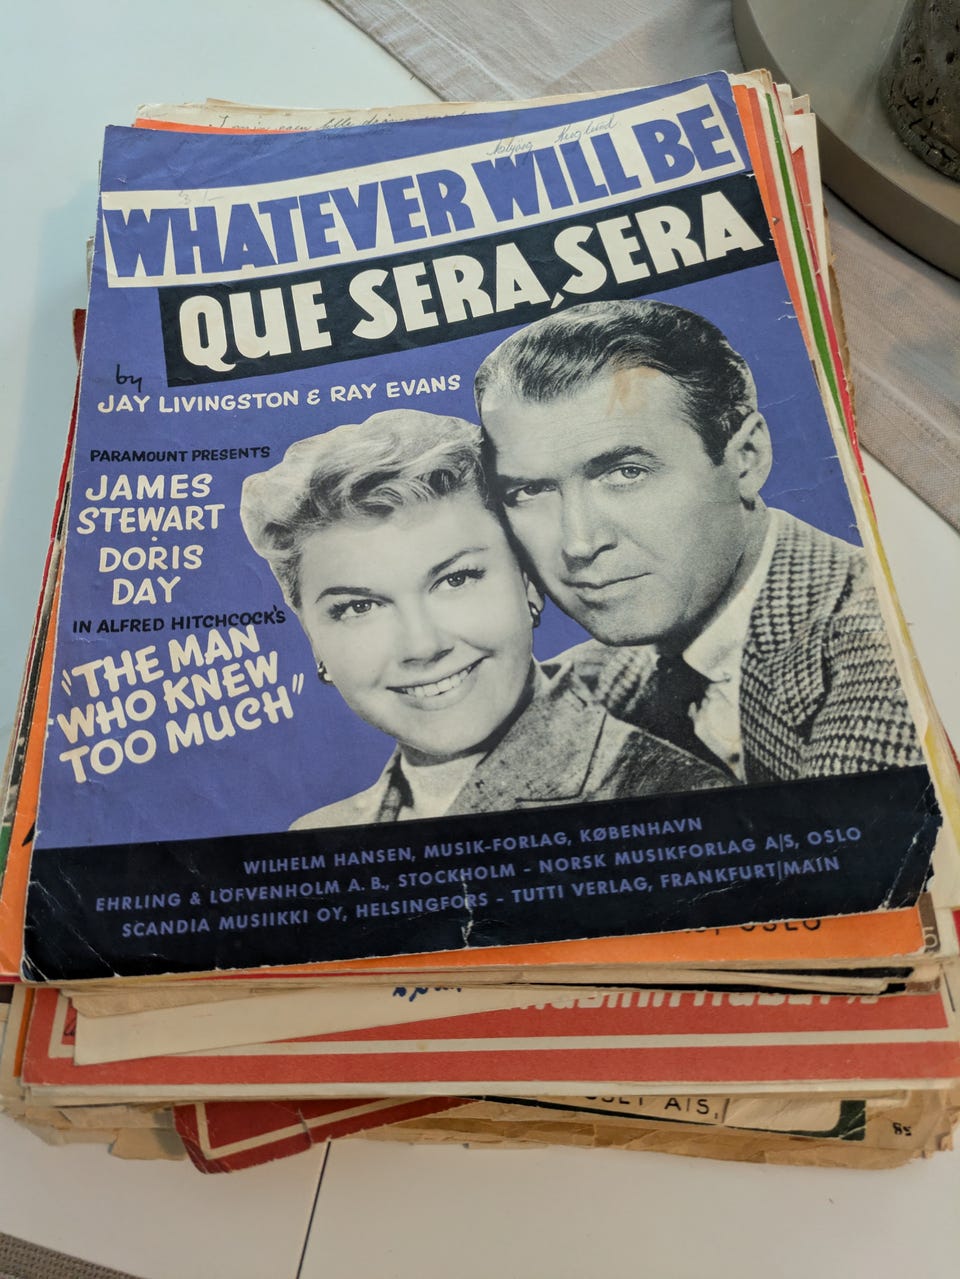 WHATEVER WILL BE
QUE SERA, SERA
by
JAY LIVINGSTON & RAY EVANS
PARAMOUNT PRESENTS
JAMES
STEWART
·
DORIS
DAY
IN ALFRED HITCHCOCK'S
"THE MAN
WHO KNEW
TOO MUCH"
WILHELM HANSEN, MUSIK-FORLAG, KØBENHAVN
EHRLING & LÖFVENHOLM A. B., STOCKHOLM - NORSK MUSIKFORLAG A/S, OSLO
SCANDIA MUSIIKKI OY, HELSINGFORS - TUTTI VERLAG, FRANKFURT/MAIN
OSLO
A/S,